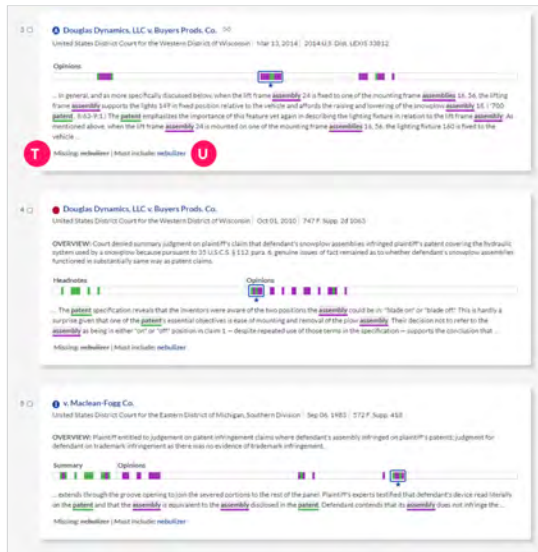 3 Douglas Dynamics, LLC v. Buyers Prods. Co.
United States District Court for the Western District of Wisconsin | Mar 13, 2014 | 2014 U.S. Dist. LEXIS 33812
Opinions
... In general, and as more specifically discussed below, when the lift frame assembly 24 is fixed to one of the mounting frame assemblies 16, 56, the lifting
frame assembly supports the lights 149 in fixed position relative to the vehicle and affords the raising and lowering of the snowplow assembly 15. ( '700
patent, 8:63-9:1.) The patent emphasizes the importance of this feature yet again in describing the lighting fixture in relation to the lift frame assembly: As
mentioned above, when the lift frame assembly 24 is mounted on one of the mounting frame assemblies 16, 56, the lighting fixture 160 is fixed to the
vehicle ...
T Missing: nebulizer | Must include: nebulizer U
4 Douglas Dynamics, LLC v. Buyers Prods. Co.
United States District Court for the Western District of Wisconsin | Oct 01, 2010 | 747 F. Supp. 2d 1063
OVERVIEW: Court denied summary judgment on plaintiff's claim that defendant's snowplow assemblies infringed plaintiff's patent covering the hydraulic
system used by a snowplow because pursuant to 35 U.S.C.S. § 112 para. 6, genuine issues of fact remained as to whether defendant's snowplow assemblies
functioned in substantially same way as patent claims.
Headnotes Opinions
... The patent specification reveals that the inventors were aware of the two positions the assembly could be in: "blade on" or "blade off." This is hardly a
surprise given that one of the patent's essential objectives is ease of mounting and removal of the plow assembly. Their decision not to refer to the
assembly as being in either "on" or "off" position in claim 1 — despite repeated use of those terms in the specification — supports the conclusion that ...
Missing: nebulizer | Must include: nebulizer
5 v. Maclean-Fogg Co.
United States District Court for the Eastern District of Michigan, Southern Division | Sep 06, 1983 | 572 F. Supp. 418
OVERVIEW: Plaintiff entitled to judgement on patent infringement claims where defendant's assembly infringed on plaintiff's patents; judgment for
defendant on trademark infringement as there was no evidence of trademark infringement.
Summary Opinions
... extends through the groove opening to join the severed portions to the rest of the panel. Plaintiff's experts testified that defendant's device read literally
on the patent and that the assembly is equivalent to the assembly disclosed in the patent. Defendant contends that its assembly does not infringe the ...
Missing: nebulizer | Must include: nebulizer